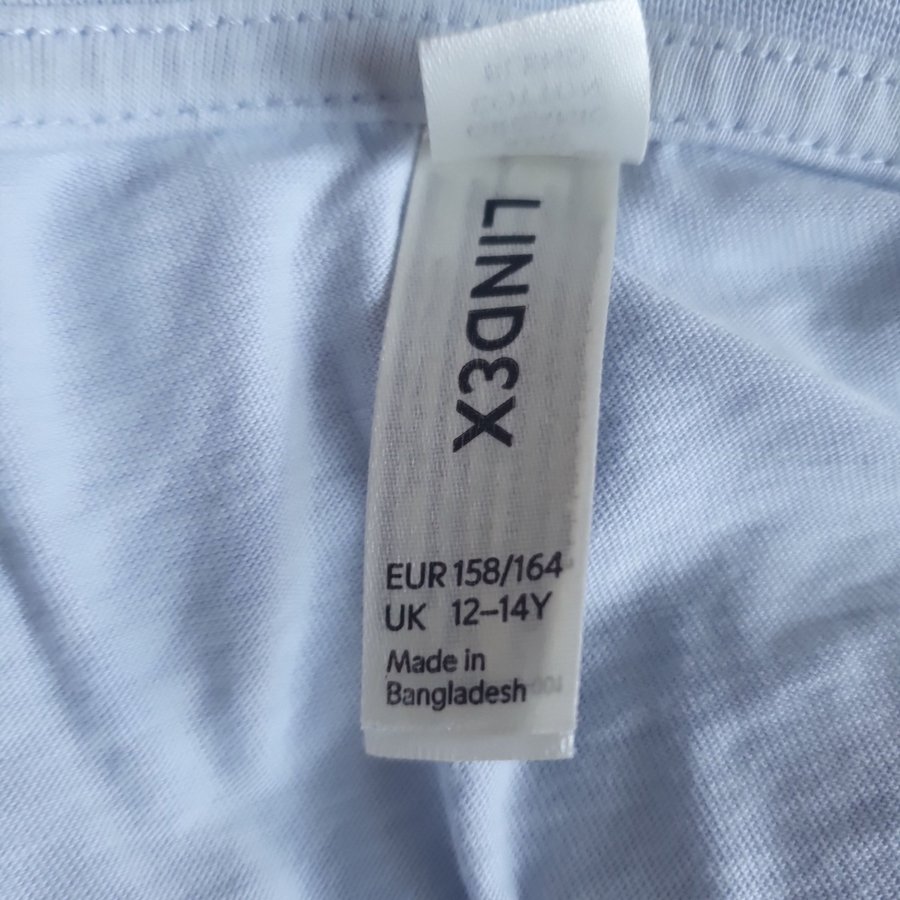 LINDEX
EUR 158/164
UK 12–14Y
Made in
Bangladesh